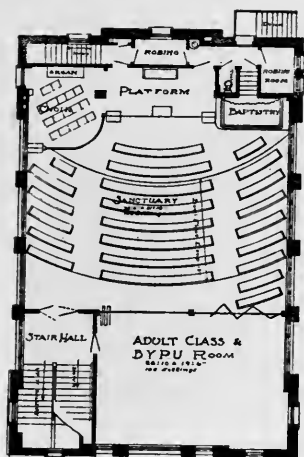 ROBING
ROBING
ROOM
ORGAN
PLATFORM
CHOIR
BAPTISTRY
SANCTUARY
STAIR HALL
ADULT CLASS &
BYPU ROOM